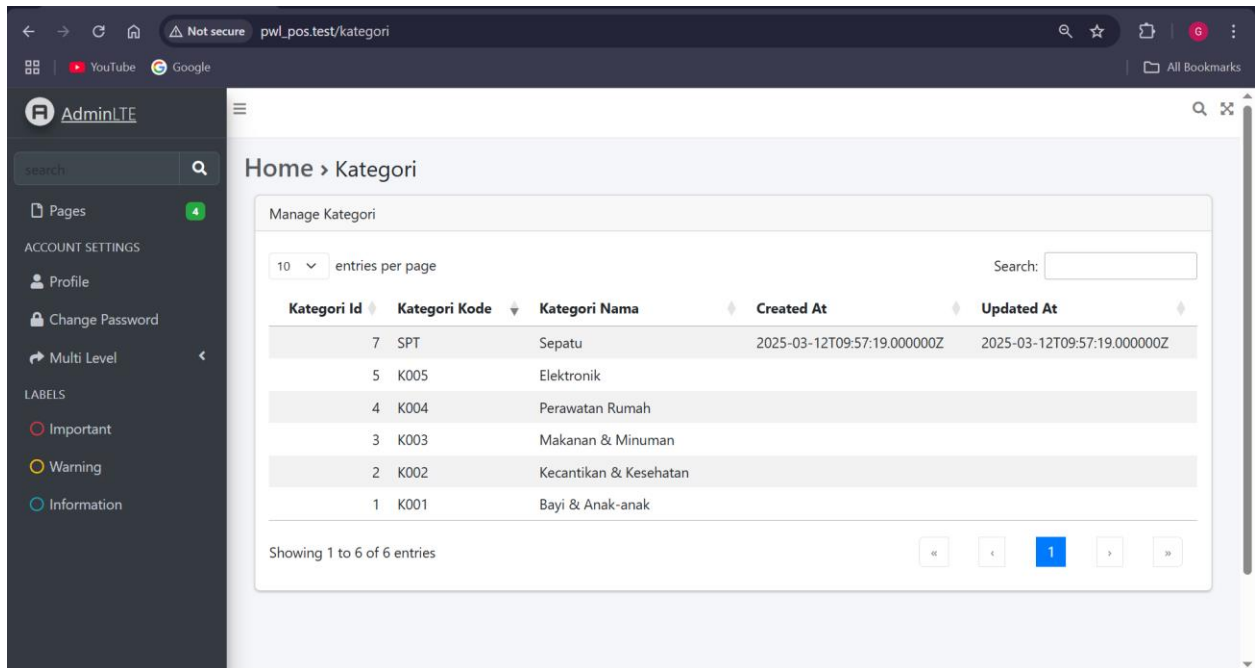 Not secure pwl_pos.test/kategori G
YouTube Google All Bookmarks
AdminLTE
search
Home › Kategori
Pages 4
Manage Kategori
ACCOUNT SETTINGS
Profile
Change Password
Multi Level
LABELS
Important
Warning
Information
10 entries per page Search:
Kategori Id Kategori Kode Kategori Nama Created At Updated At
7 SPT Sepatu 2025-03-12T09:57:19.000000Z 2025-03-12T09:57:19.000000Z
5 K005 Elektronik
4 K004 Perawatan Rumah
3 K003 Makanan & Minuman
2 K002 Kecantikan & Kesehatan
1 K001 Bayi & Anak-anak
Showing 1 to 6 of 6 entries « ‹ 1 › »